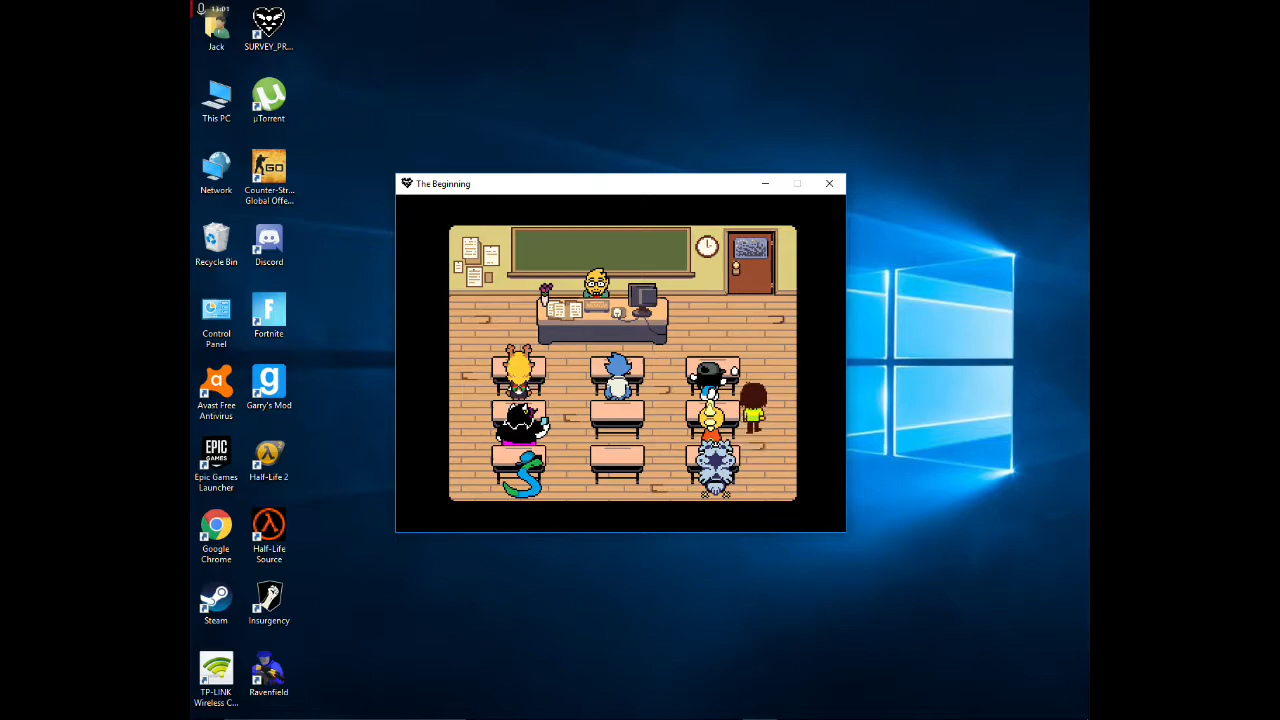 11:01
Jack
SURVEY_PR...
This PC
µTorrent
Network
Counter-Str...
Global Offe...
Recycle Bin
Discord
Control
Panel
Fortnite
Avast Free
Antivirus
Garry's Mod
Epic Games
Launcher
Half-Life 2
Google
Chrome
Half-Life
Source
Steam
Insurgency
TP-LINK
Wireless C...
Ravenfield
The Beginning
EPIC
GAMES
GO